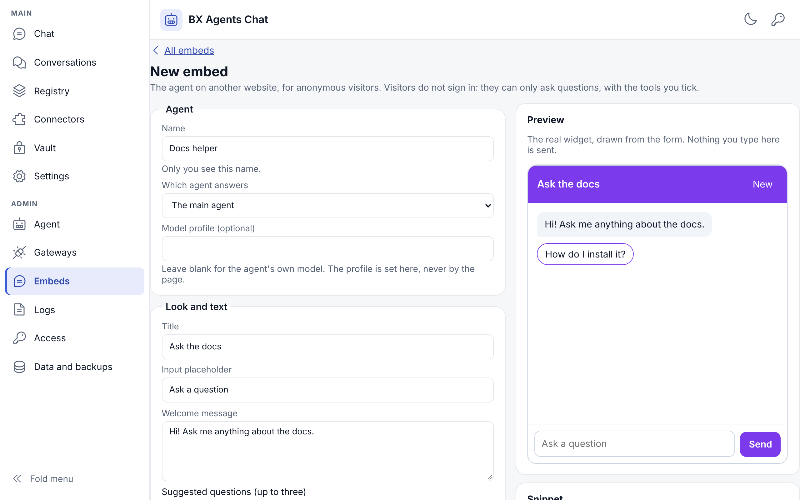 MAIN
Chat
Conversations
Registry
Connectors
Vault
Settings
ADMIN
Agent
Gateways
Embeds
Logs
Access
Data and backups
Fold menu
BX Agents Chat
All embeds
New embed
The agent on another website, for anonymous visitors. Visitors do not sign in: they can only ask questions, with the tools you tick.
Agent
Name
Docs helper
Only you see this name.
Which agent answers
The main agent
Model profile (optional)
Leave blank for the agent's own model. The profile is set here, never by the
page.
Look and text
Title
Ask the docs
Input placeholder
Ask a question
Welcome message
Hi! Ask me anything about the docs.
Suggested questions (up to three)
Preview
The real widget, drawn from the form. Nothing you type here
is sent.
Ask the docs
New
Hi! Ask me anything about the docs.
How do I install it?
Ask a question
Send
Snippet